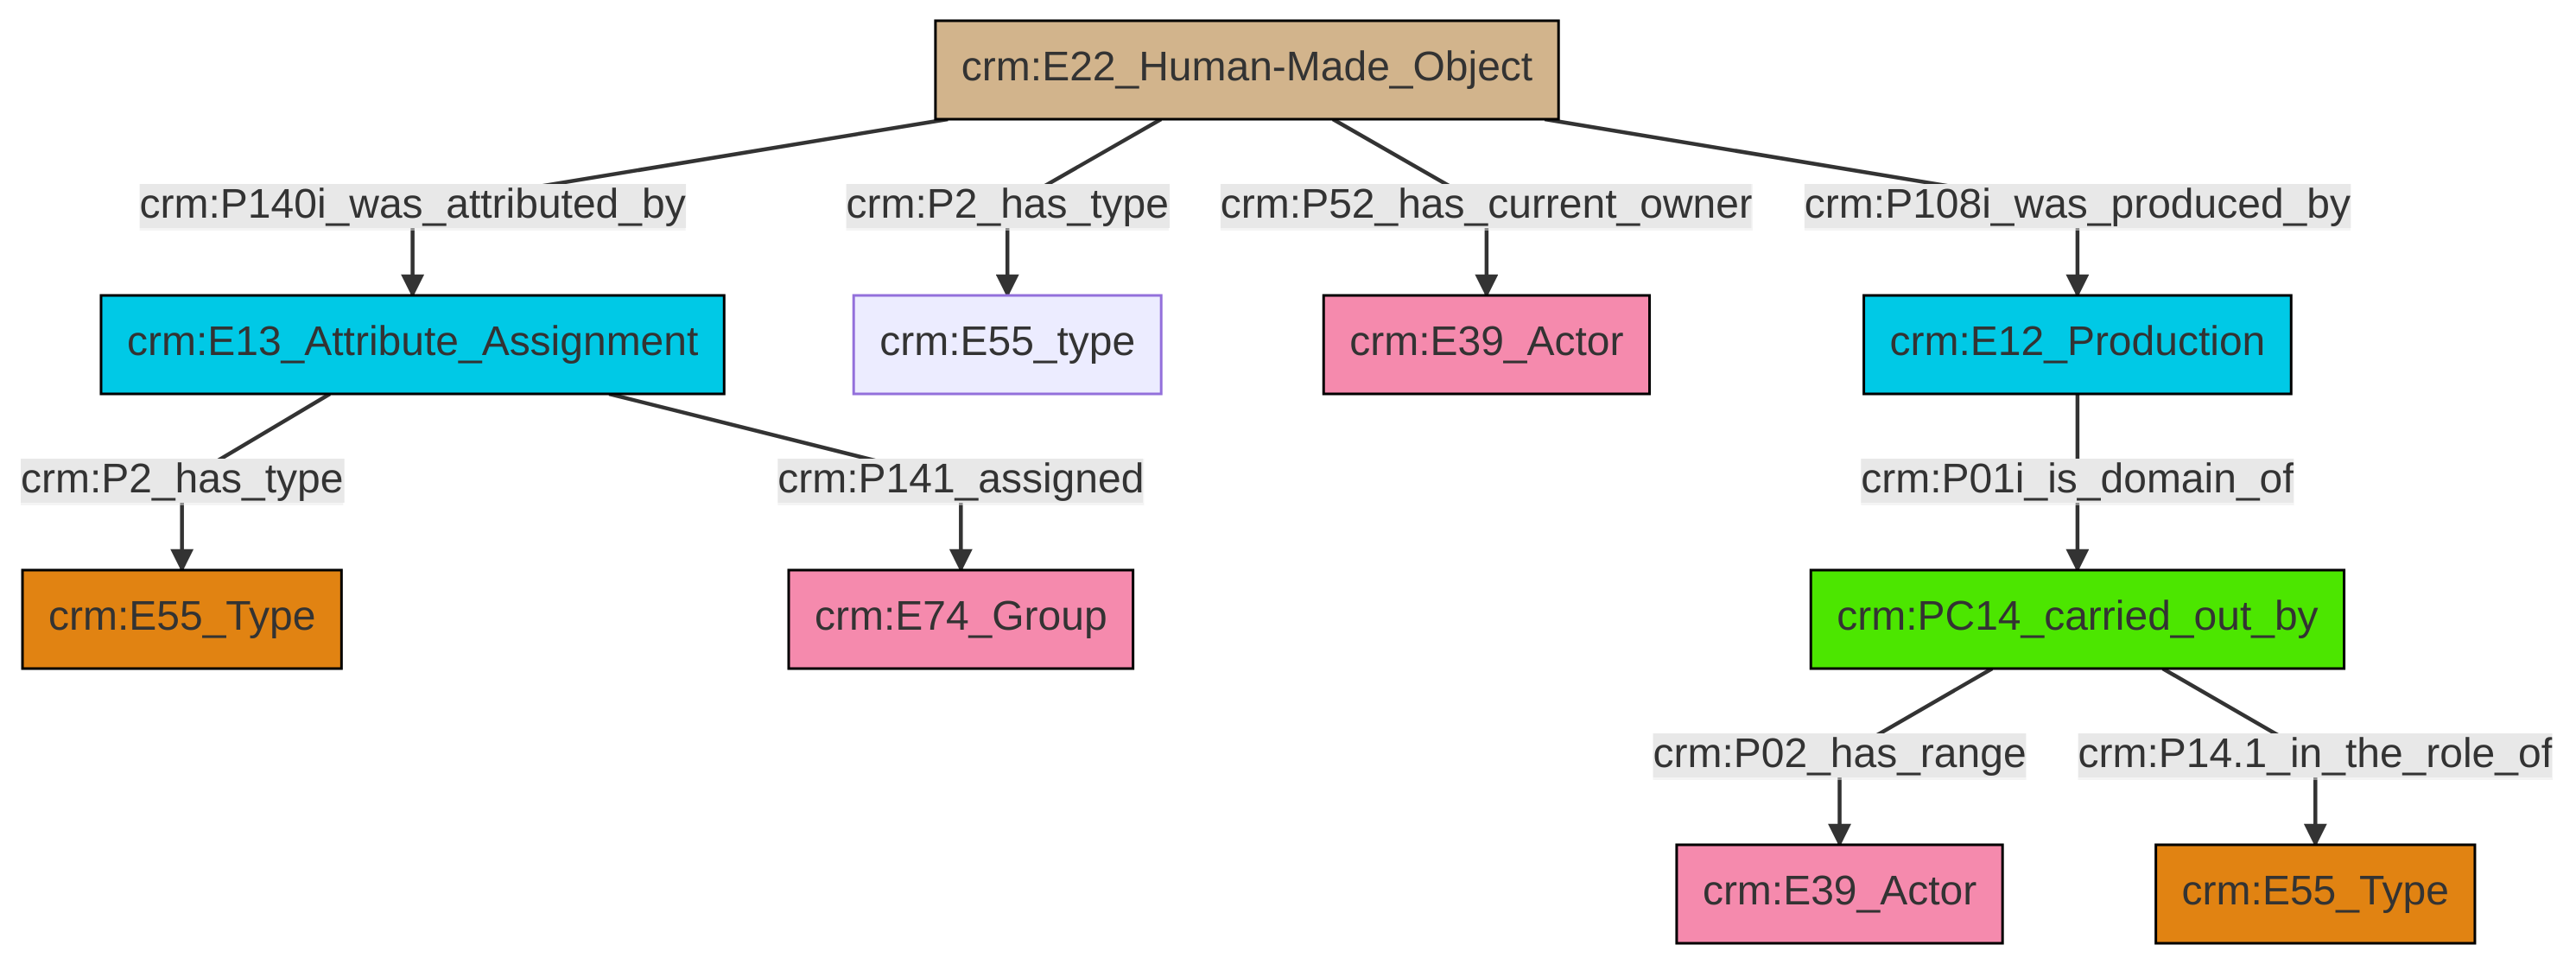 crm:E22_Human-Made_Object
crm:P140i_was_attributed_by
crm:P2_has_type
crm:P52_has_current_owner
crm:P108i_was_produced_by
crm:E13_Attribute_Assignment
crm:E55_type
crm:E39_Actor
crm:E12_Production
crm:P2_has_type
crm:P141_assigned
crm:P01i_is_domain_of
crm:E55_Type
crm:E74_Group
crm:PC14_carried_out_by
crm:P02_has_range
crm:P14.1_in_the_role_of
crm:E39_Actor
crm:E55_Type